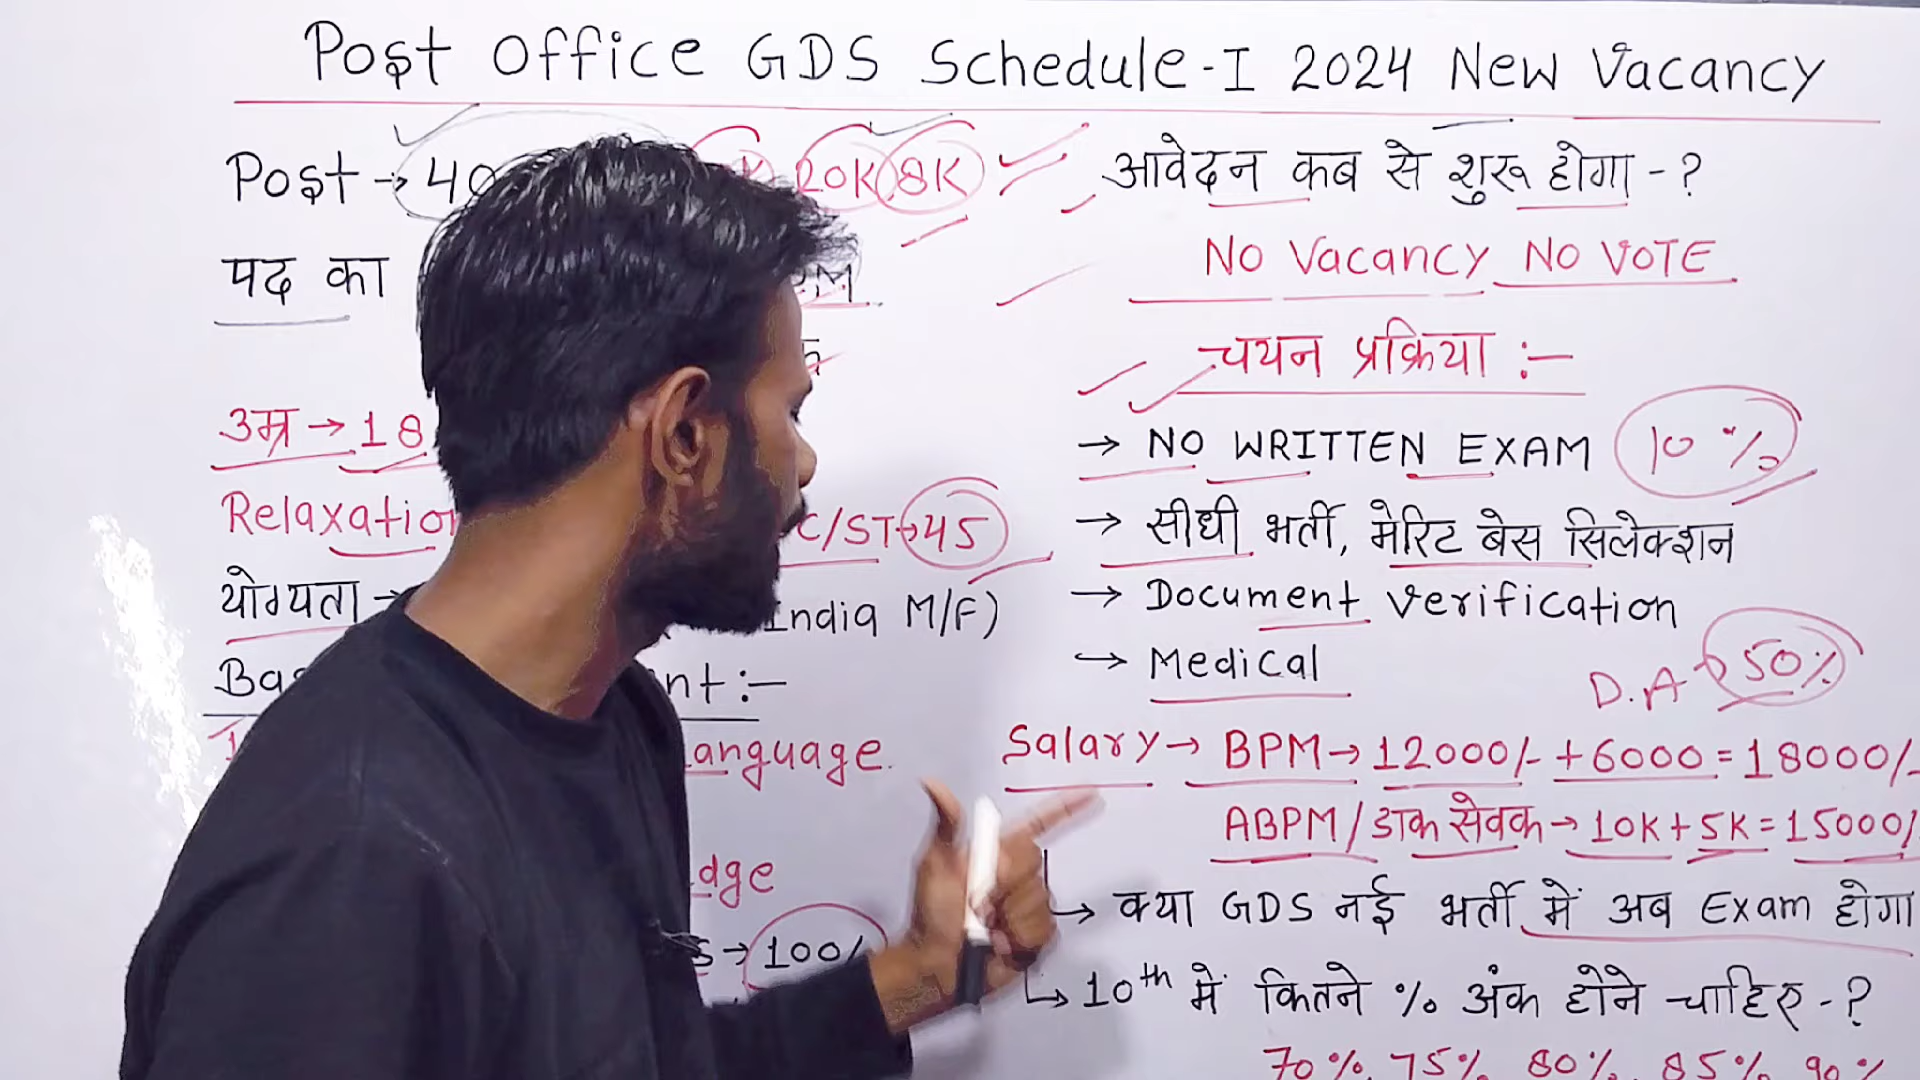 Post Office GDS Schedule-I 2024 New Vacancy
Post → 40 20K 8K
पद का
उम्र → 18
Relaxation C/ST → 45
योग्यता → India M/F)
nt :-
Language.
dge
s → 100/
आवेदन कब से शुरू होगा - ?
NO Vacancy NO VOTE
चयन प्रक्रिया :-
→ NO WRITTEN EXAM 10 %
→ सीधी भर्ती, मेरिट बेस सिलेक्शन
→ Document Verification
→ Medical
D.A → 50%
Salary → BPM → 12000/- + 6000 = 18000/-
ABPM / डाक सेवक → 10K + 5K = 15000/
→ क्या GDS नई भर्ती में अब Exam होगा
→ 10th में कितने % अंक होने चाहिए - ?
70%, 75%, 80%, 85%, 90%